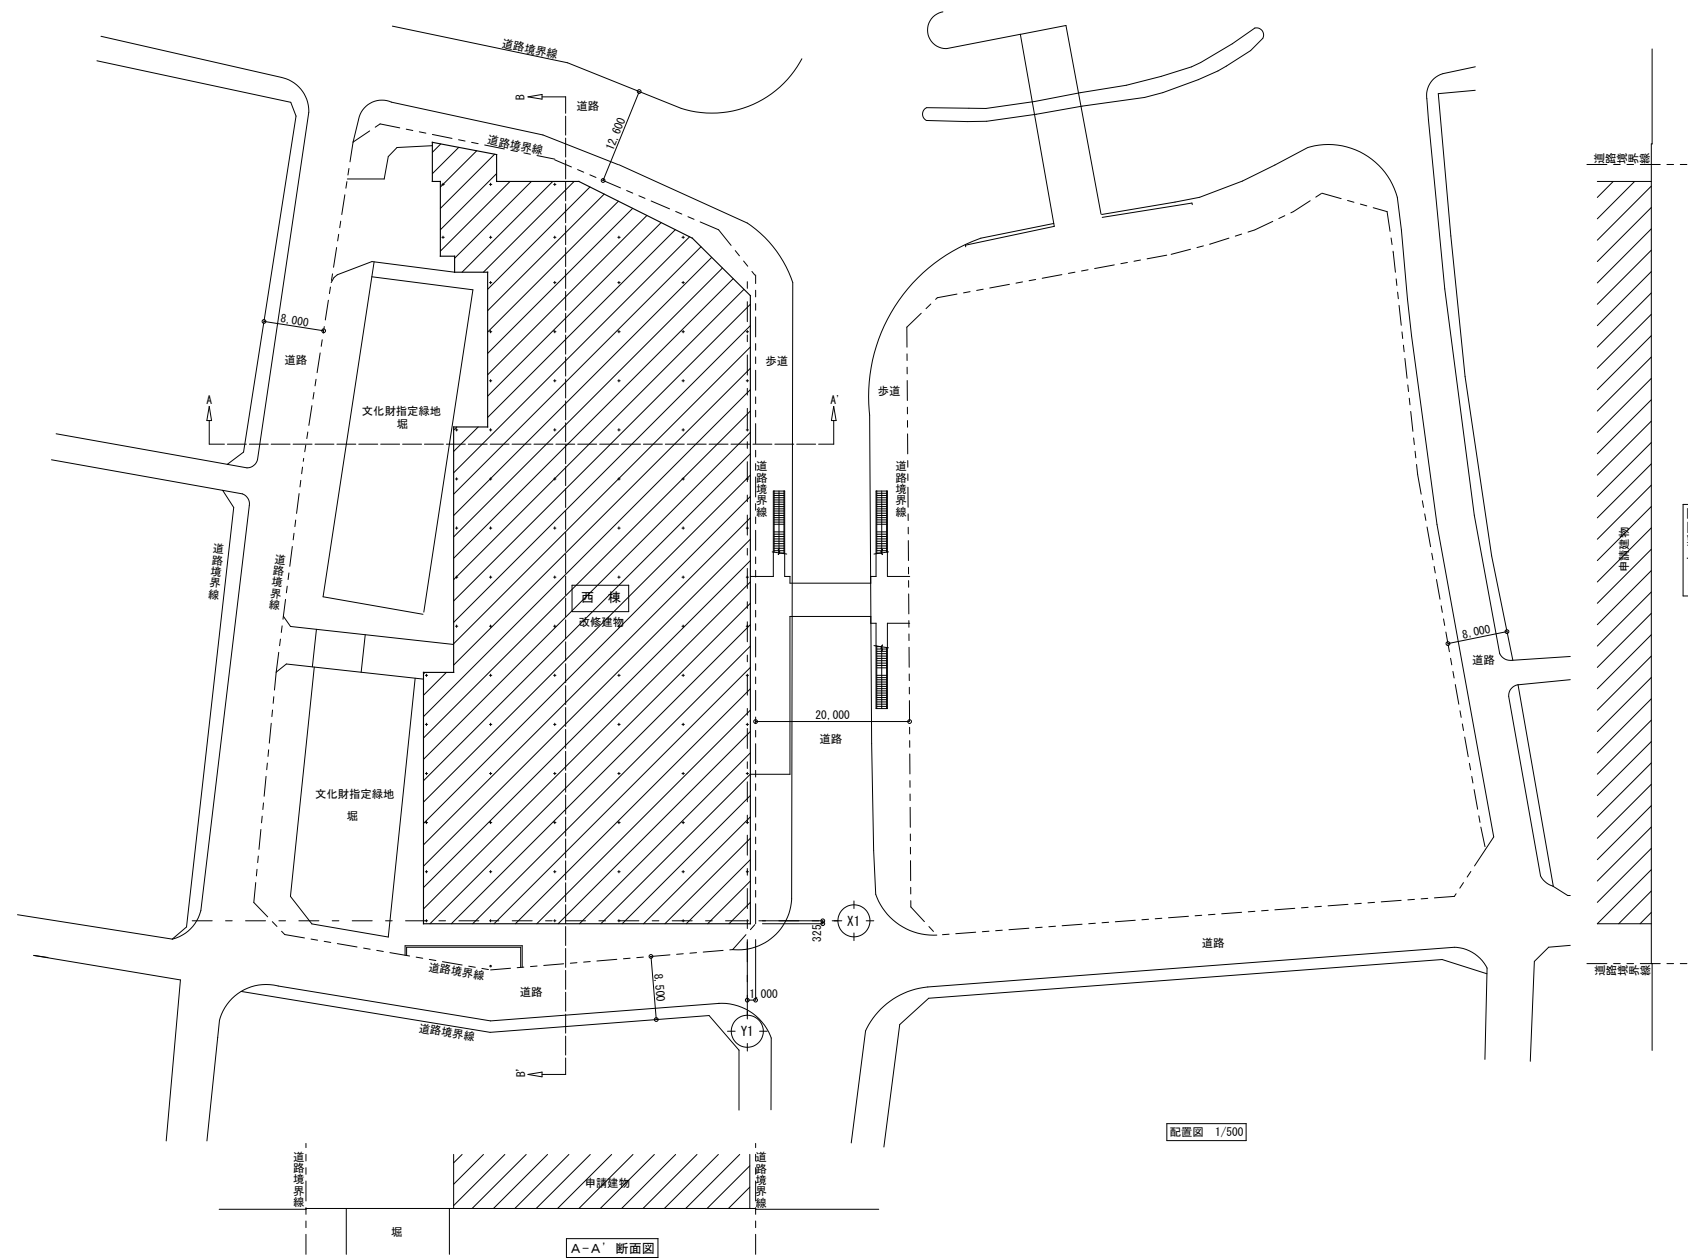 道路境界線
道路
B
12,600
道路境界線
道路境界線
8,000
道路
歩道
歩道
A
A'
文化財指定緑地
堀
道路境界線
道路境界線
道路境界線
道路境界線
申請建物
西 棟
改修建物
8,000
道路
20,000
道路
文化財指定緑地
堀
X1
325
道路
道路境界線
道路境界線
道路
8,500
1,000
道路境界線
Y1
B'
配置図 1/500
道路境界線
申請建物
道路境界線
堀
A-A' 断面図